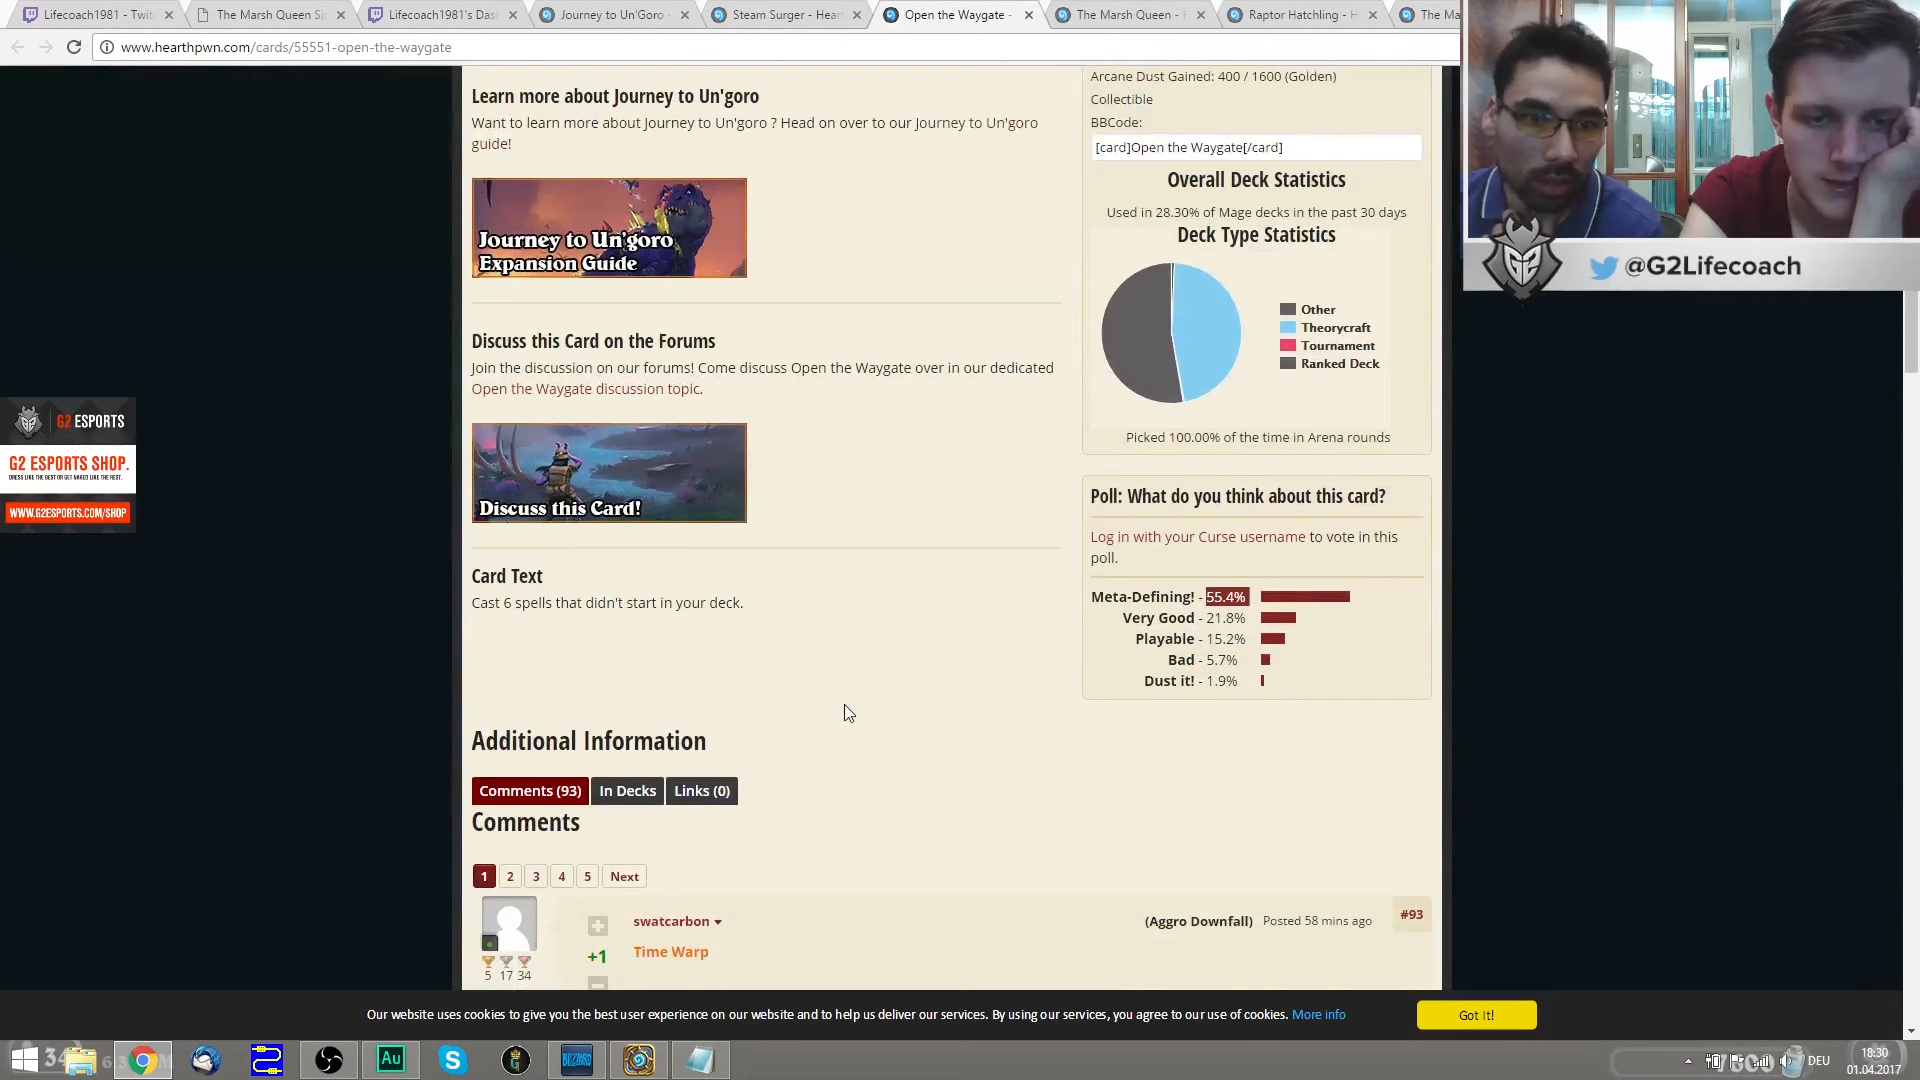 Lifecoach1981 - Twit
The Marsh Queen Si
Lifecoach1981's Das
Journey to Un'Goro -
Steam Surger - Hear
Open the Waygate -
The Marsh Queen - H
Raptor Hatchling - H
The Ma
www.hearthpwn.com/cards/55551-open-the-waygate
Learn more about Journey to Un'goro
Want to learn more about Journey to Un'goro ? Head on over to our Journey to Un'goro
guide!
Journey to Un'goro
Expansion Guide
Discuss this Card on the Forums
Join the discussion on our forums! Come discuss Open the Waygate over in our dedicated
Open the Waygate discussion topic.
Discuss this Card!
Card Text
Cast 6 spells that didn't start in your deck.
Additional Information
Comments (93)
In Decks
Links (0)
Comments
1 2 3 4 5 Next
swatcarbon
(Aggro Downfall) Posted 58 mins ago
#93
+1
Time Warp
5 17 34
Arcane Dust Gained: 400 / 1600 (Golden)
Collectible
BBCode:
[card]Open the Waygate[/card]
Overall Deck Statistics
Used in 28.30% of Mage decks in the past 30 days
Deck Type Statistics
Other
Theorycraft
Tournament
Ranked Deck
Picked 100.00% of the time in Arena rounds
Poll: What do you think about this card?
Log in with your Curse username to vote in this
poll.
Meta-Defining! - 55.4%
Very Good - 21.8%
Playable - 15.2%
Bad - 5.7%
Dust it! - 1.9%
G2
@G2Lifecoach
G2 ESPORTS
G2 ESPORTS SHOP.
DRESS LIKE THE BEST OR GET NAKED LIKE THE REST.
WWW.G2ESPORTS.COM/SHOP
Our website uses cookies to give you the best user experience on our website and to help us deliver our services. By using our services, you agree to our use of cookies. More info
Got it!
Au
BLIZZARD
DEU
18:30
01.04.2017